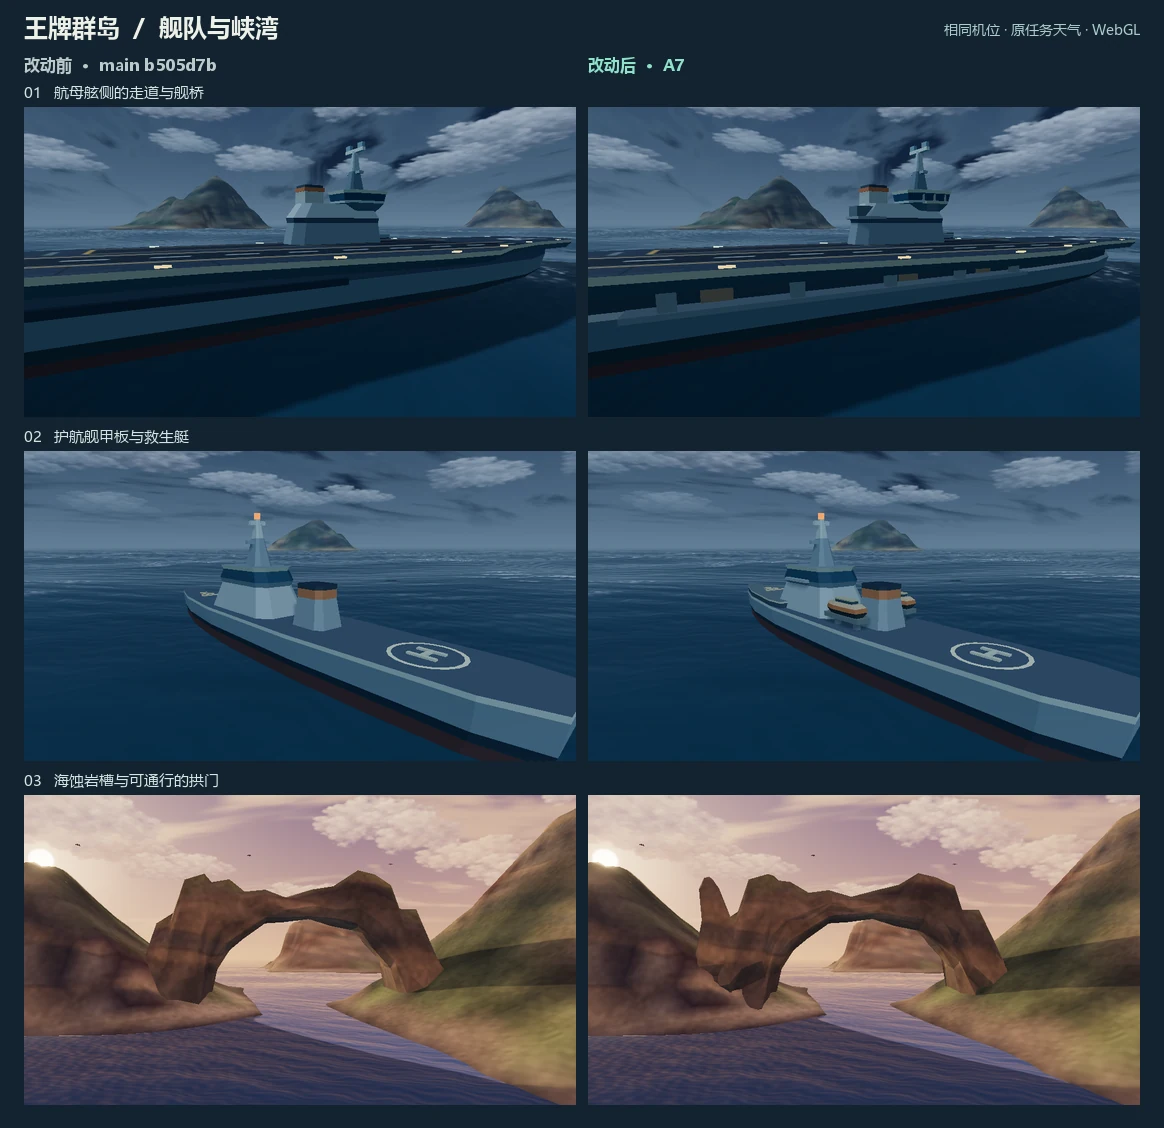 王牌群岛 / 舰队与峡湾
相同机位 · 原任务天气 · WebGL
改动前 • main b505d7b
改动后 • A7
01 航母舷侧的走道与舰桥
02 护航舰甲板与救生艇
H
H
03 海蚀岩槽与可通行的拱门